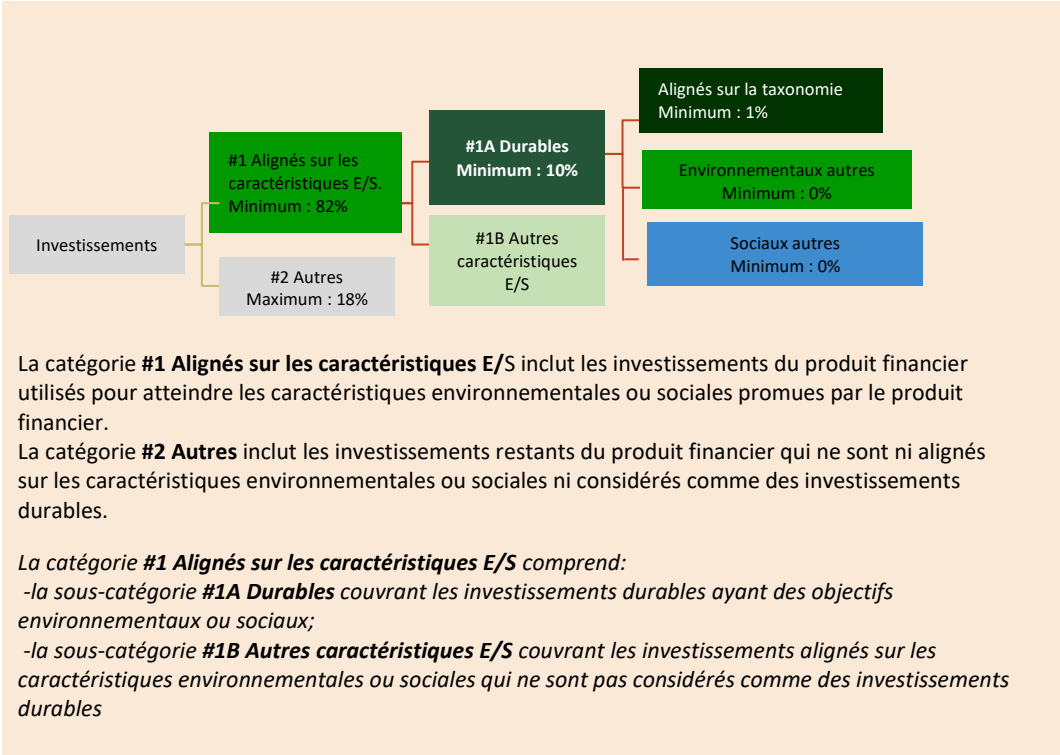 Investissements
#1 Alignés sur les
caractéristiques E/S.
Minimum : 82%
#2 Autres
Maximum : 18%
#1A Durables
Minimum : 10%
#1B Autres
caractéristiques
E/S
Alignés sur la taxonomie
Minimum : 1%
Environnementaux autres
Minimum : 0%
Sociaux autres
Minimum : 0%
La catégorie #1 Alignés sur les caractéristiques E/S inclut les investissements du produit financier
utilisés pour atteindre les caractéristiques environnementales ou sociales promues par le produit
financier.
La catégorie #2 Autres inclut les investissements restants du produit financier qui ne sont ni alignés
sur les caractéristiques environnementales ou sociales ni considérés comme des investissements
durables.
La catégorie #1 Alignés sur les caractéristiques E/S comprend:
-la sous-catégorie #1A Durables couvrant les investissements durables ayant des objectifs
environnementaux ou sociaux;
-la sous-catégorie #1B Autres caractéristiques E/S couvrant les investissements alignés sur les
caractéristiques environnementales ou sociales qui ne sont pas considérés comme des investissements
durables